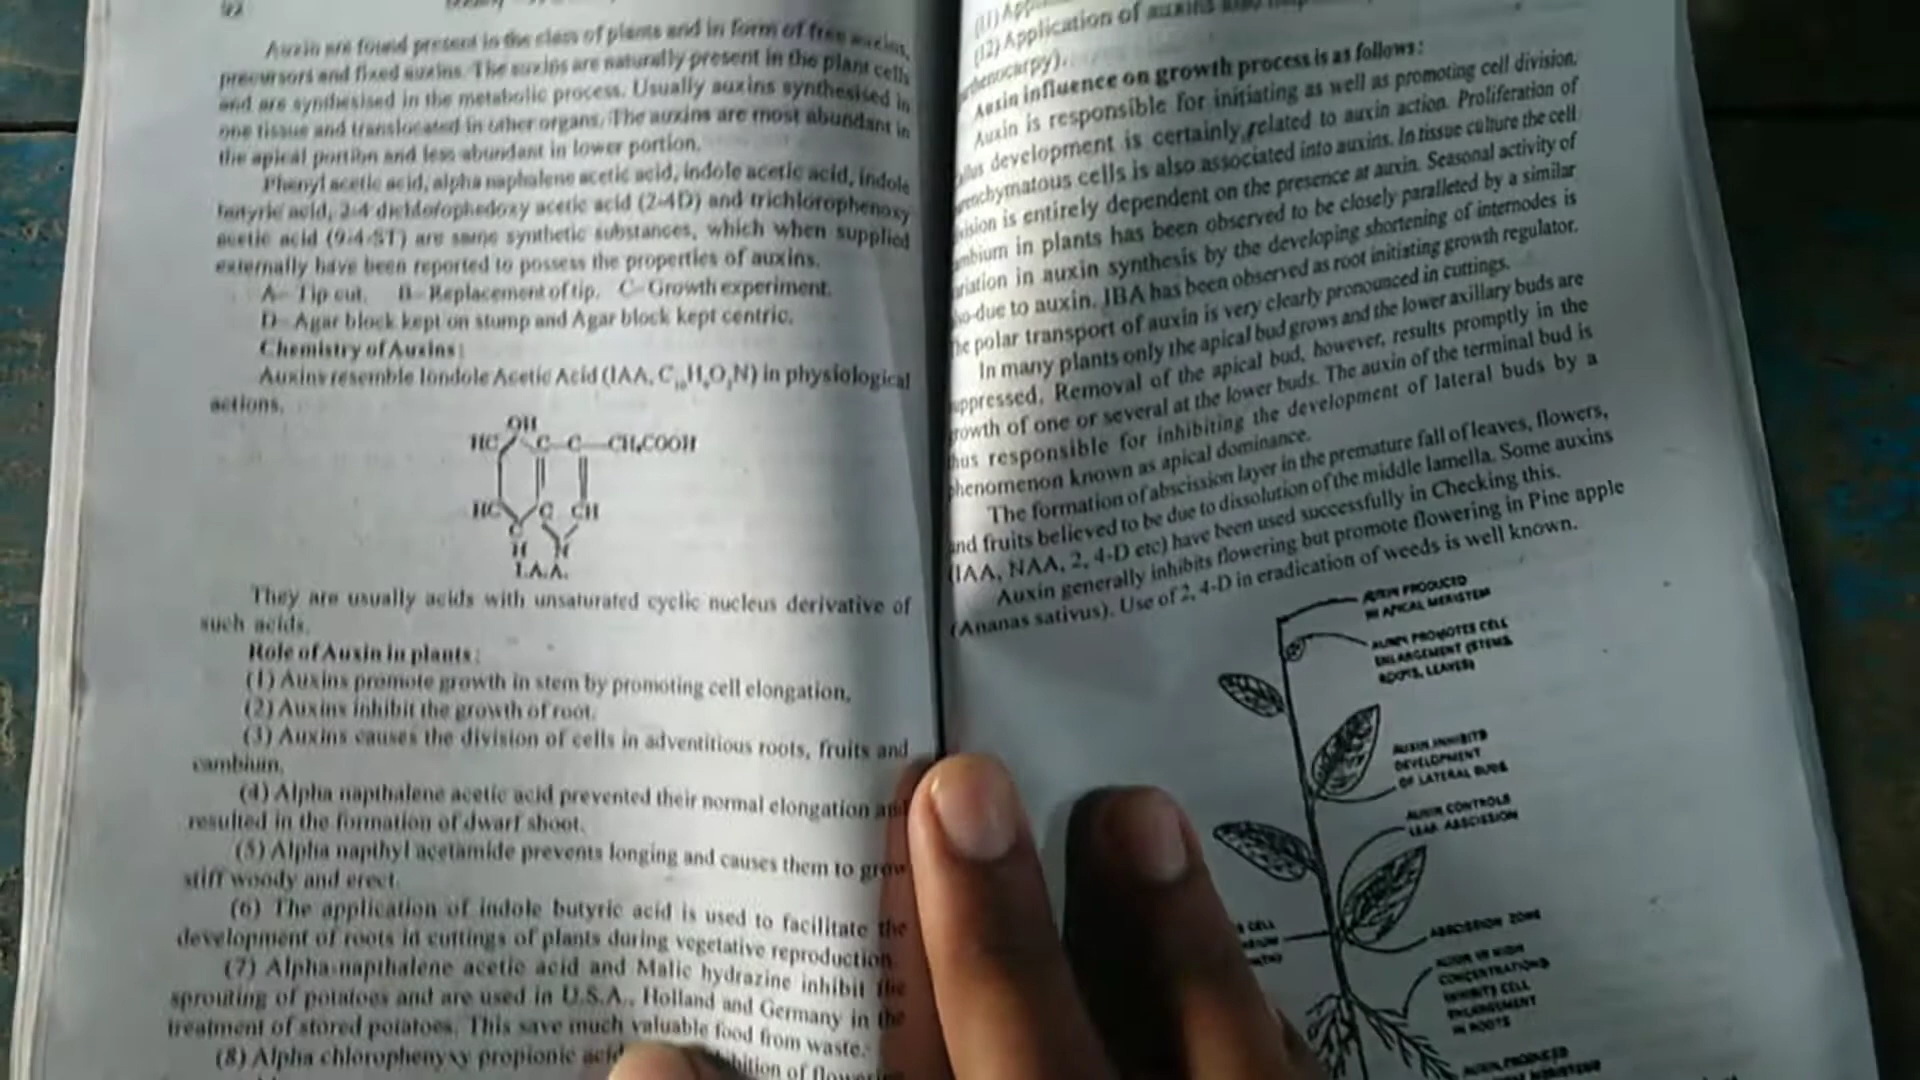 Auxin are found present in the class of plants and in form of free auxins,
precursors and fixed auxins. The auxins are naturally present in the plant cells
and are synthesised in the metabolic process. Usually auxins synthesised in
one tissue and translocated in other organs. The auxins are most abundant in
the apical portion and less abundant in lower portion.
Phenyl acetic acid, alpha naphalene acetic acid, indole acetic acid, indole
butyric acid, 2-4 dichlorophedoxy acetic acid (2-4D) and trichlorophenoxy
acetic acid (9-4-ST) are same synthetic substances, which when supplied
externally have been reported to possess the properties of auxins.
A- Tip cut. B- Replacement of tip. C- Growth experiment.
D- Agar block kept on stump and Agar block kept centric.
Chemistry of Auxins:
Auxins resemble Iondole Acetic Acid (IAA, C₁₀H₉O₂N) in physiological
actions.
OH
HC C C CH₂COOH
HC C CH
C
H N
I.A.A.
They are usually acids with unsaturated cyclic nucleus derivative of
such acids.
Role of Auxin in plants:
(1) Auxins promote growth in stem by promoting cell elongation.
(2) Auxins inhibit the growth of root.
(3) Auxins causes the division of cells in adventitious roots, fruits and
cambium.
(4) Alpha napthalene acetic acid prevented their normal elongation and
resulted in the formation of dwarf shoot.
(5) Alpha napthyl acetamide prevents longing and causes them to grow
stiff woody and erect.
(6) The application of indole butyric acid is used to facilitate the
development of roots in cuttings of plants during vegetative reproduction.
(7) Alpha-napthalene acetic acid and Malic hydrazine inhibit the
sprouting of potatoes and are used in U.S.A., Holland and Germany in the
treatment of stored potatoes. This save much valuable food from waste.
(8) Alpha chlorophenyxy propionic acid
(11)
(12) Application of auxins also
thenocarpy).
Auxin influence on growth process is as follows:
Auxin is responsible for initiating as well as promoting cell division.
development is certainly related to auxin action. Proliferation of
enchymatous cells is also associated into auxins. In tissue culture the cell
ision is entirely dependent on the presence at auxin. Seasonal activity of
mbium in plants has been observed to be closely paralleted by a similar
riation in auxin synthesis by the developing shortening of internodes is
so-due to auxin. IBA has been observed as root initiating growth regulator.
he polar transport of auxin is very clearly pronounced in cuttings.
In many plants only the apical bud grows and the lower axillary buds are
uppressed. Removal of the apical bud, however, results promptly in the
rowth of one or several at the lower buds. The auxin of the terminal bud is
hus responsible for inhibiting the development of lateral buds by a
phenomenon known as apical dominance.
The formation of abscission layer in the premature fall of leaves, flowers,
and fruits believed to be due to dissolution of the middle lamella. Some auxins
(IAA, NAA, 2, 4-D etc) have been used successfully in Checking this.
Auxin generally inhibits flowering but promote flowering in Pine apple
(Ananas sativus). Use of 2, 4-D in eradication of weeds is well known.
AUXIN PRODUCED
IN APICAL MERISTEM
AUXIN PROMOTES CELL
ENLARGEMENT (STEMS,
ROOTS, LEAVES)
AUXIN INHIBITS
DEVELOPMENT
OF LATERAL BUDS
AUXIN CONTROLS
LEAF ABSCISSION
CELL
ABSCISSION ZONE
AUXIN IN HIGH
CONCENTRATIONS
INHIBITS CELL
ENLARGEMENT
IN ROOTS
AUXIN PRODUCED